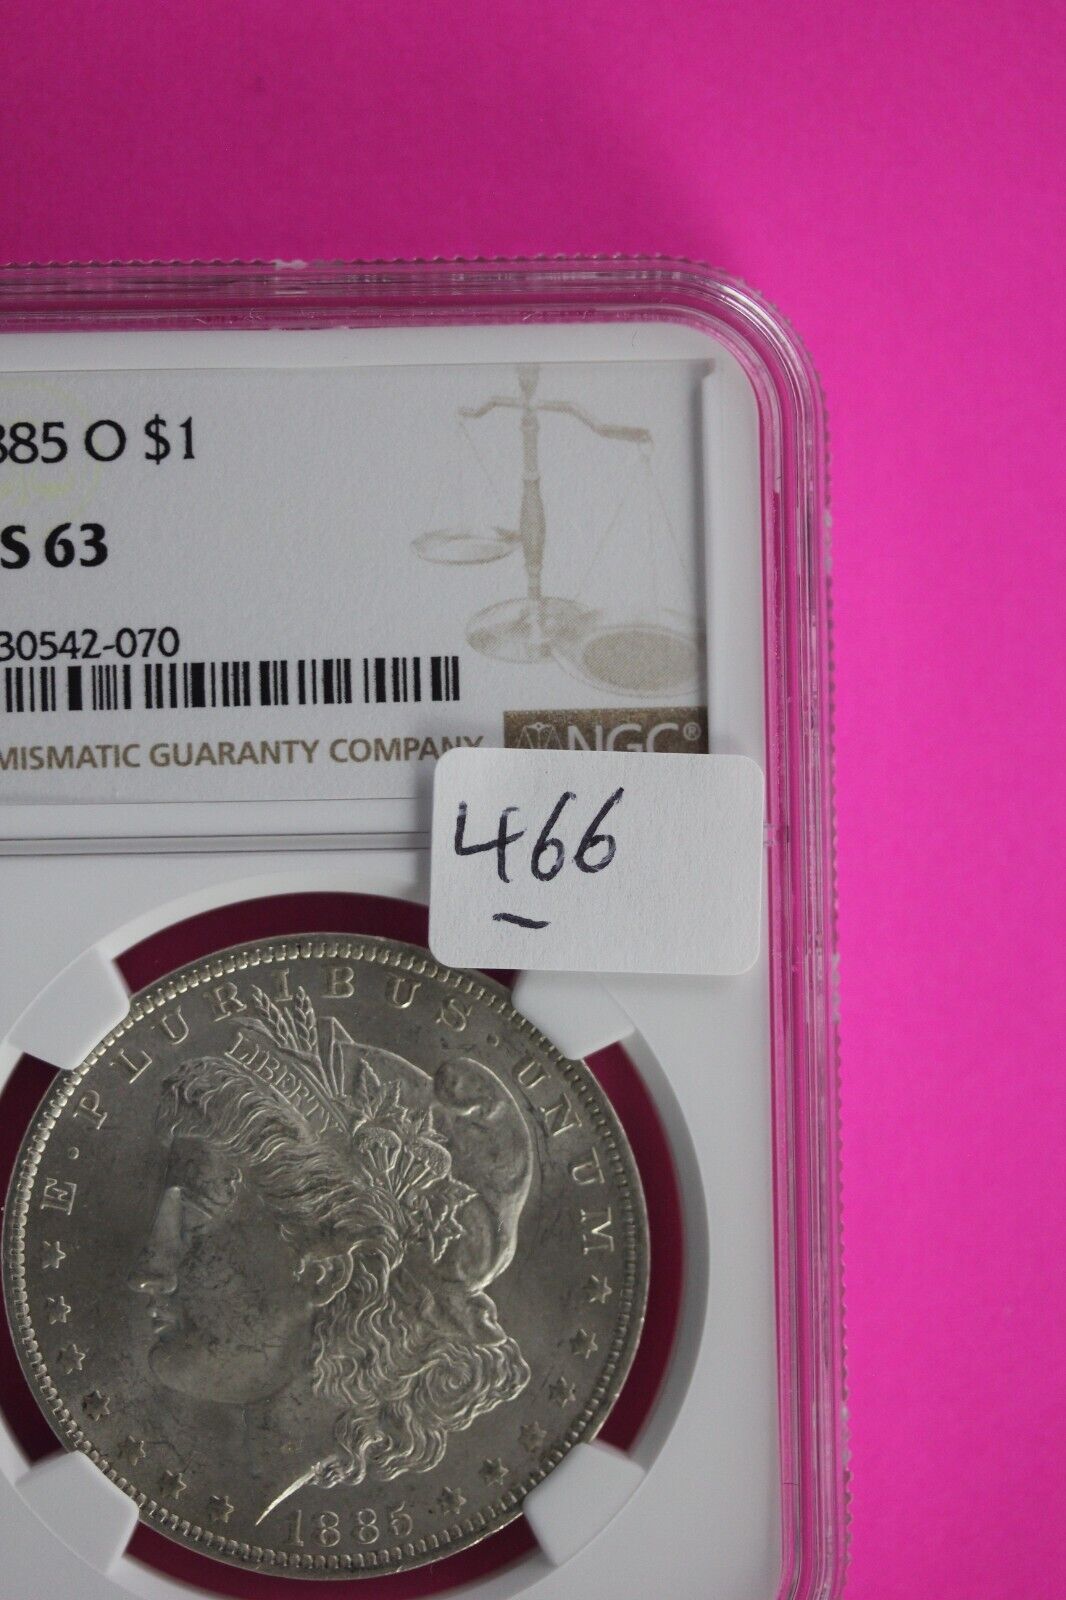 885 O $1
S 63
30542-070
MISMATIC GUARANTY COMPANY
NGC®
466
E·PLURIBUS·UNUM
LIBERTY
1885